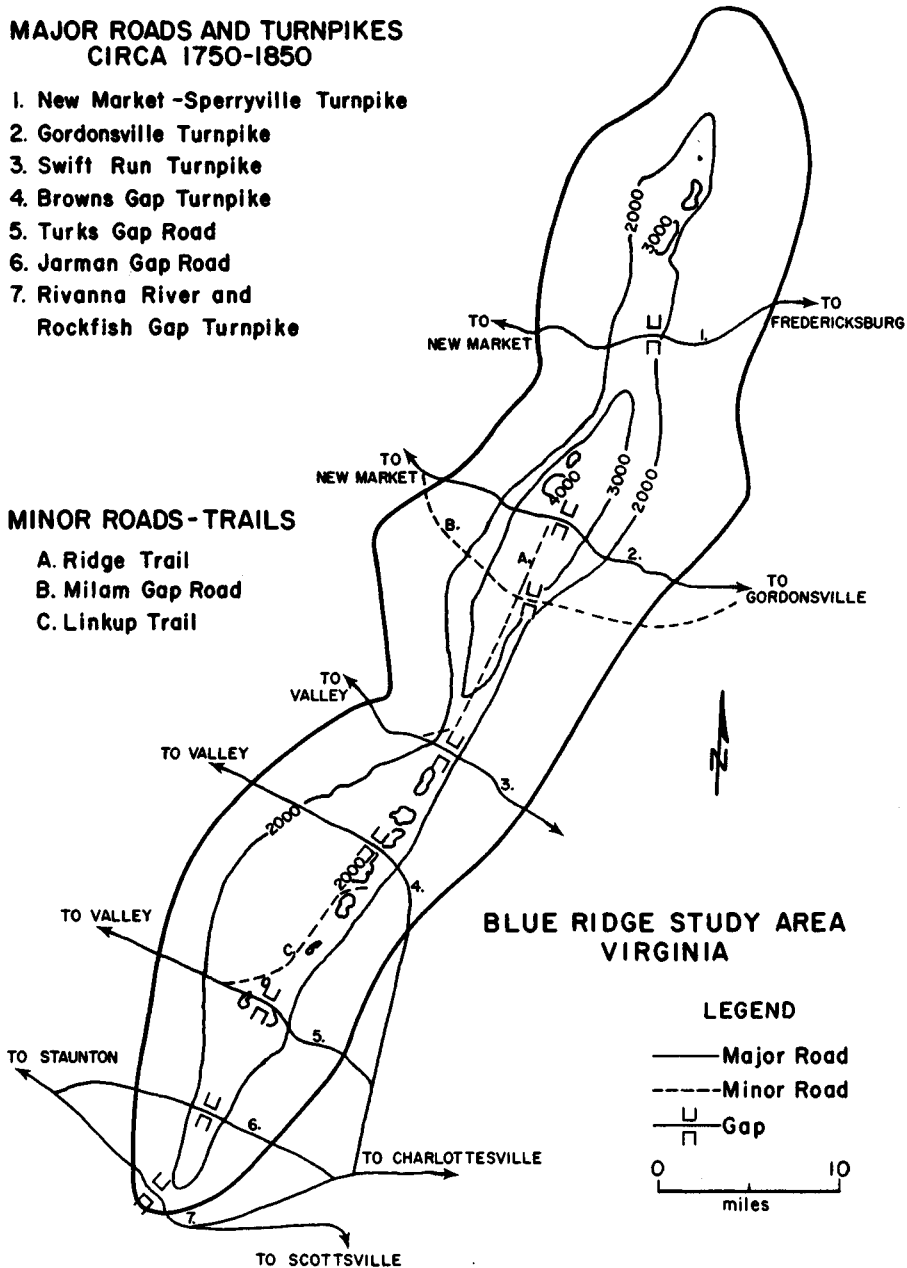 MAJOR ROADS AND TURNPIKES
CIRCA 1750-1850
1. New Market-Sperryville Turnpike
2. Gordonsville Turnpike
3. Swift Run Turnpike
4. Browns Gap Turnpike
5. Turks Gap Road
6. Jarman Gap Road
7. Rivanna River and
Rockfish Gap Turnpike
2000
3000
TO
NEW MARKET
1.
TO
FREDERICKSBURG
TO
NEW MARKET
4000
3000
2000
B.
A.
2.
TO
GORDONSVILLE
MINOR ROADS-TRAILS
A. Ridge Trail
B. Milam Gap Road
C. Linkup Trail
TO
VALLEY
N
TO VALLEY
3.
2000
2000
4.
TO VALLEY
C.
5.
BLUE RIDGE STUDY AREA
VIRGINIA
LEGEND
Major Road
Minor Road
Gap
0 10
miles
TO STAUNTON
6.
TO CHARLOTTESVILLE
7.
TO SCOTTSVILLE